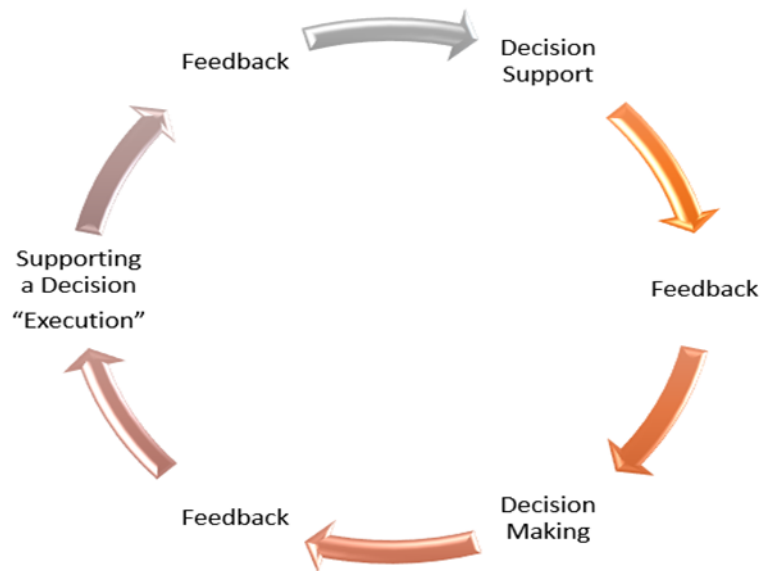 Feedback
Decision
Support
Feedback
Decision
Making
Feedback
Supporting
a Decision
“Execution”